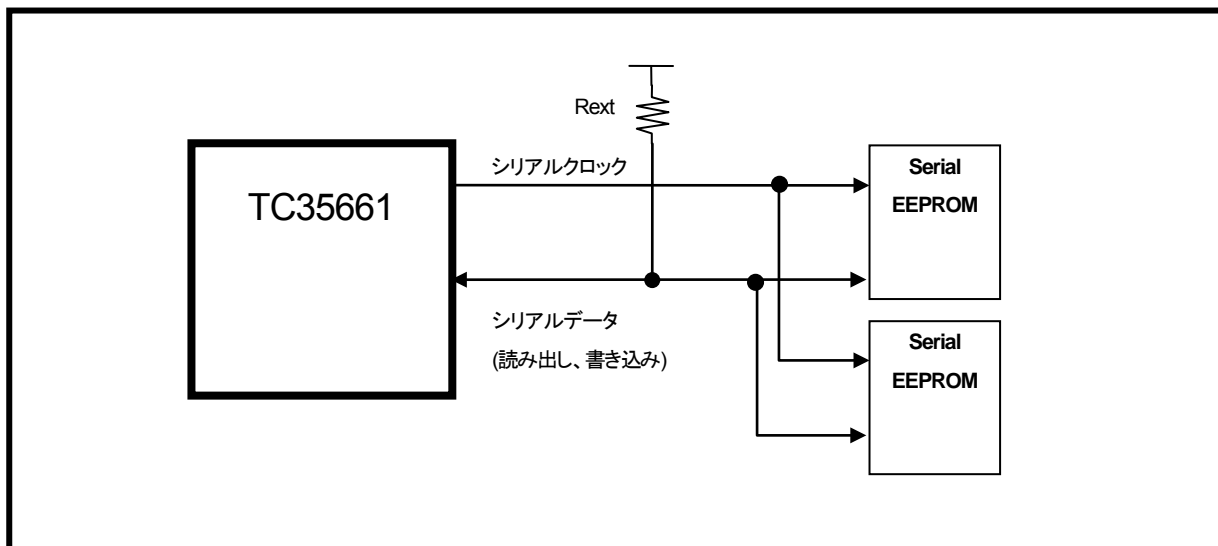 Rext
シリアルクロック
TC35661
Serial
EEPROM
シリアルデータ
(読み出し、書き込み)
Serial
EEPROM